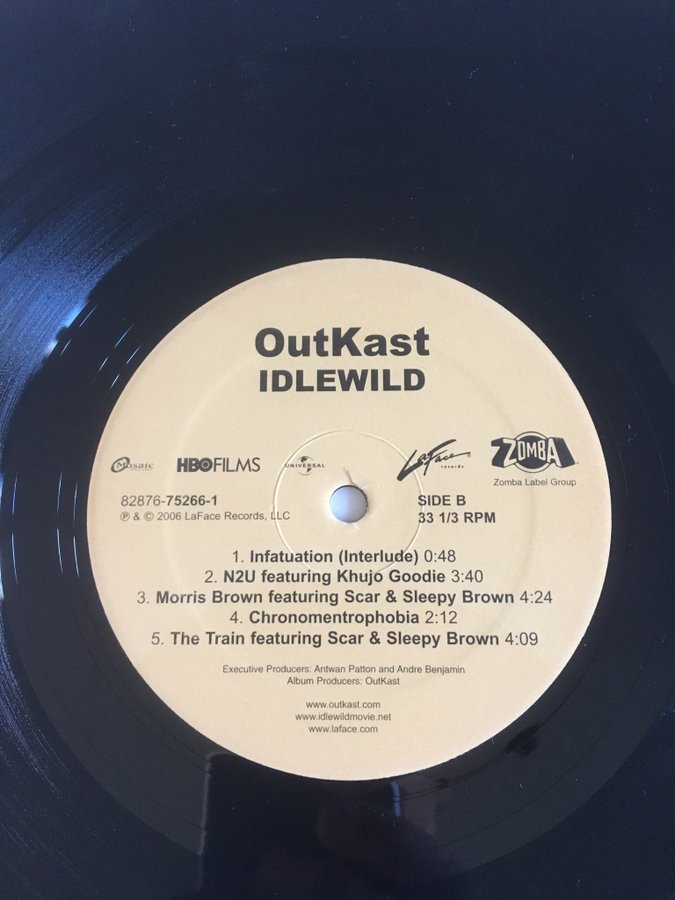 OutKast
IDLEWILD
Mosaic
HBO FILMS
UNIVERSAL
LaFace
records
ZOMBA
Zomba Label Group
82876-75266-1
℗ & © 2006 LaFace Records, LLC
SIDE B
33 1/3 RPM
1. Infatuation (Interlude) 0:48
2. N2U featuring Khujo Goodie 3:40
3. Morris Brown featuring Scar & Sleepy Brown 4:24
4. Chronomentrophobia 2:12
5. The Train featuring Scar & Sleepy Brown 4:09
Executive Producers: Antwan Patton and Andre Benjamin
Album Producers: OutKast
www.outkast.com
www.idlewildmovie.net
www.laface.com